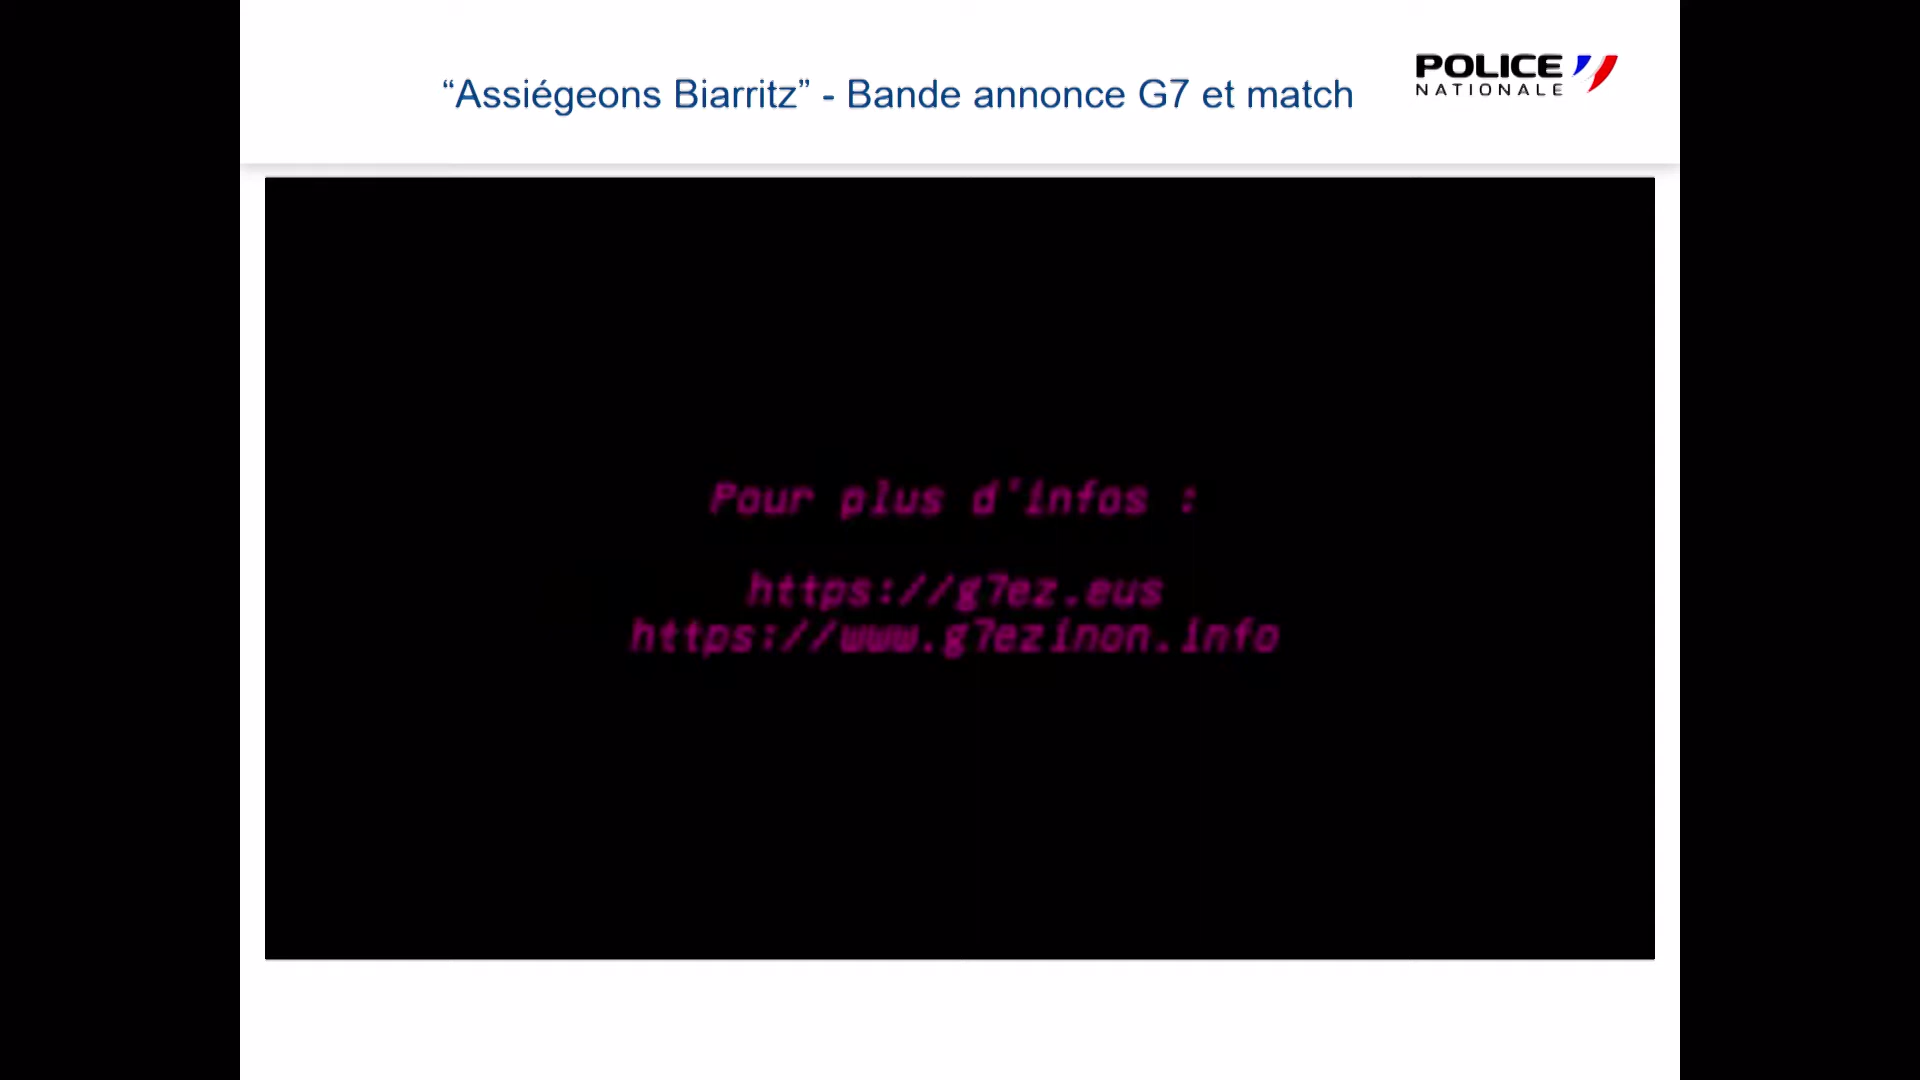 “Assiégeons Biarritz” - Bande annonce G7 et match
POLICE
NATIONALE
Pour plus d'infos :
https://g7ez.eus
https://www.g7ezinon.info